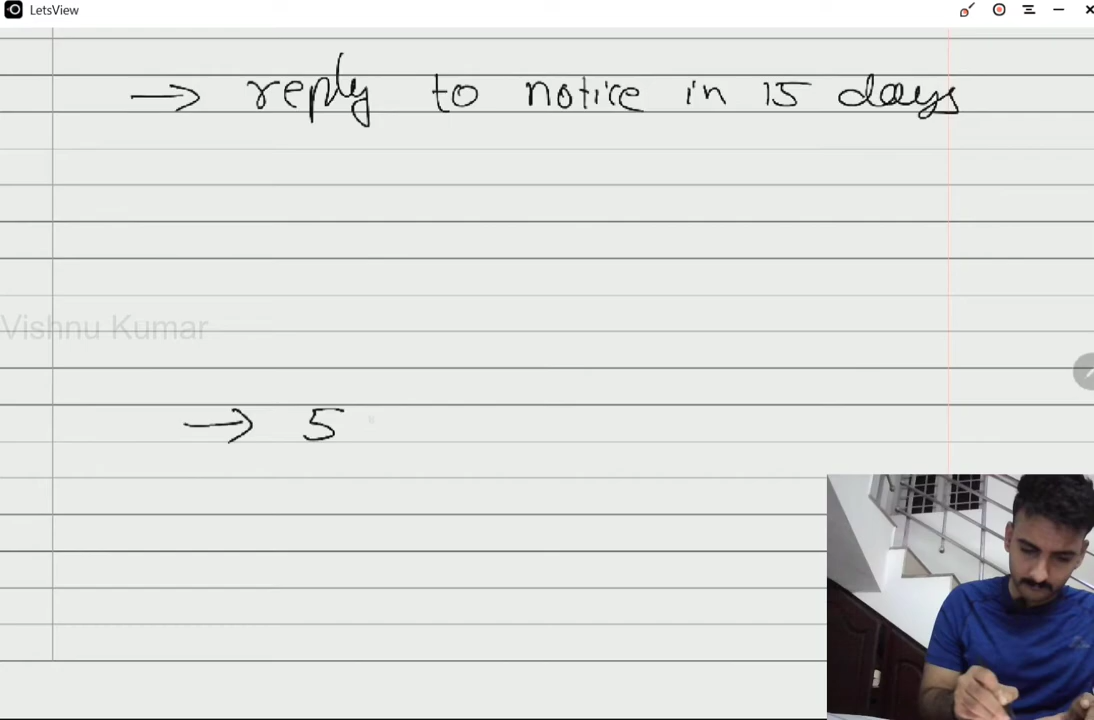 LetsView
→ reply to notice in 15 days
Vishnu Kumar
→ 5